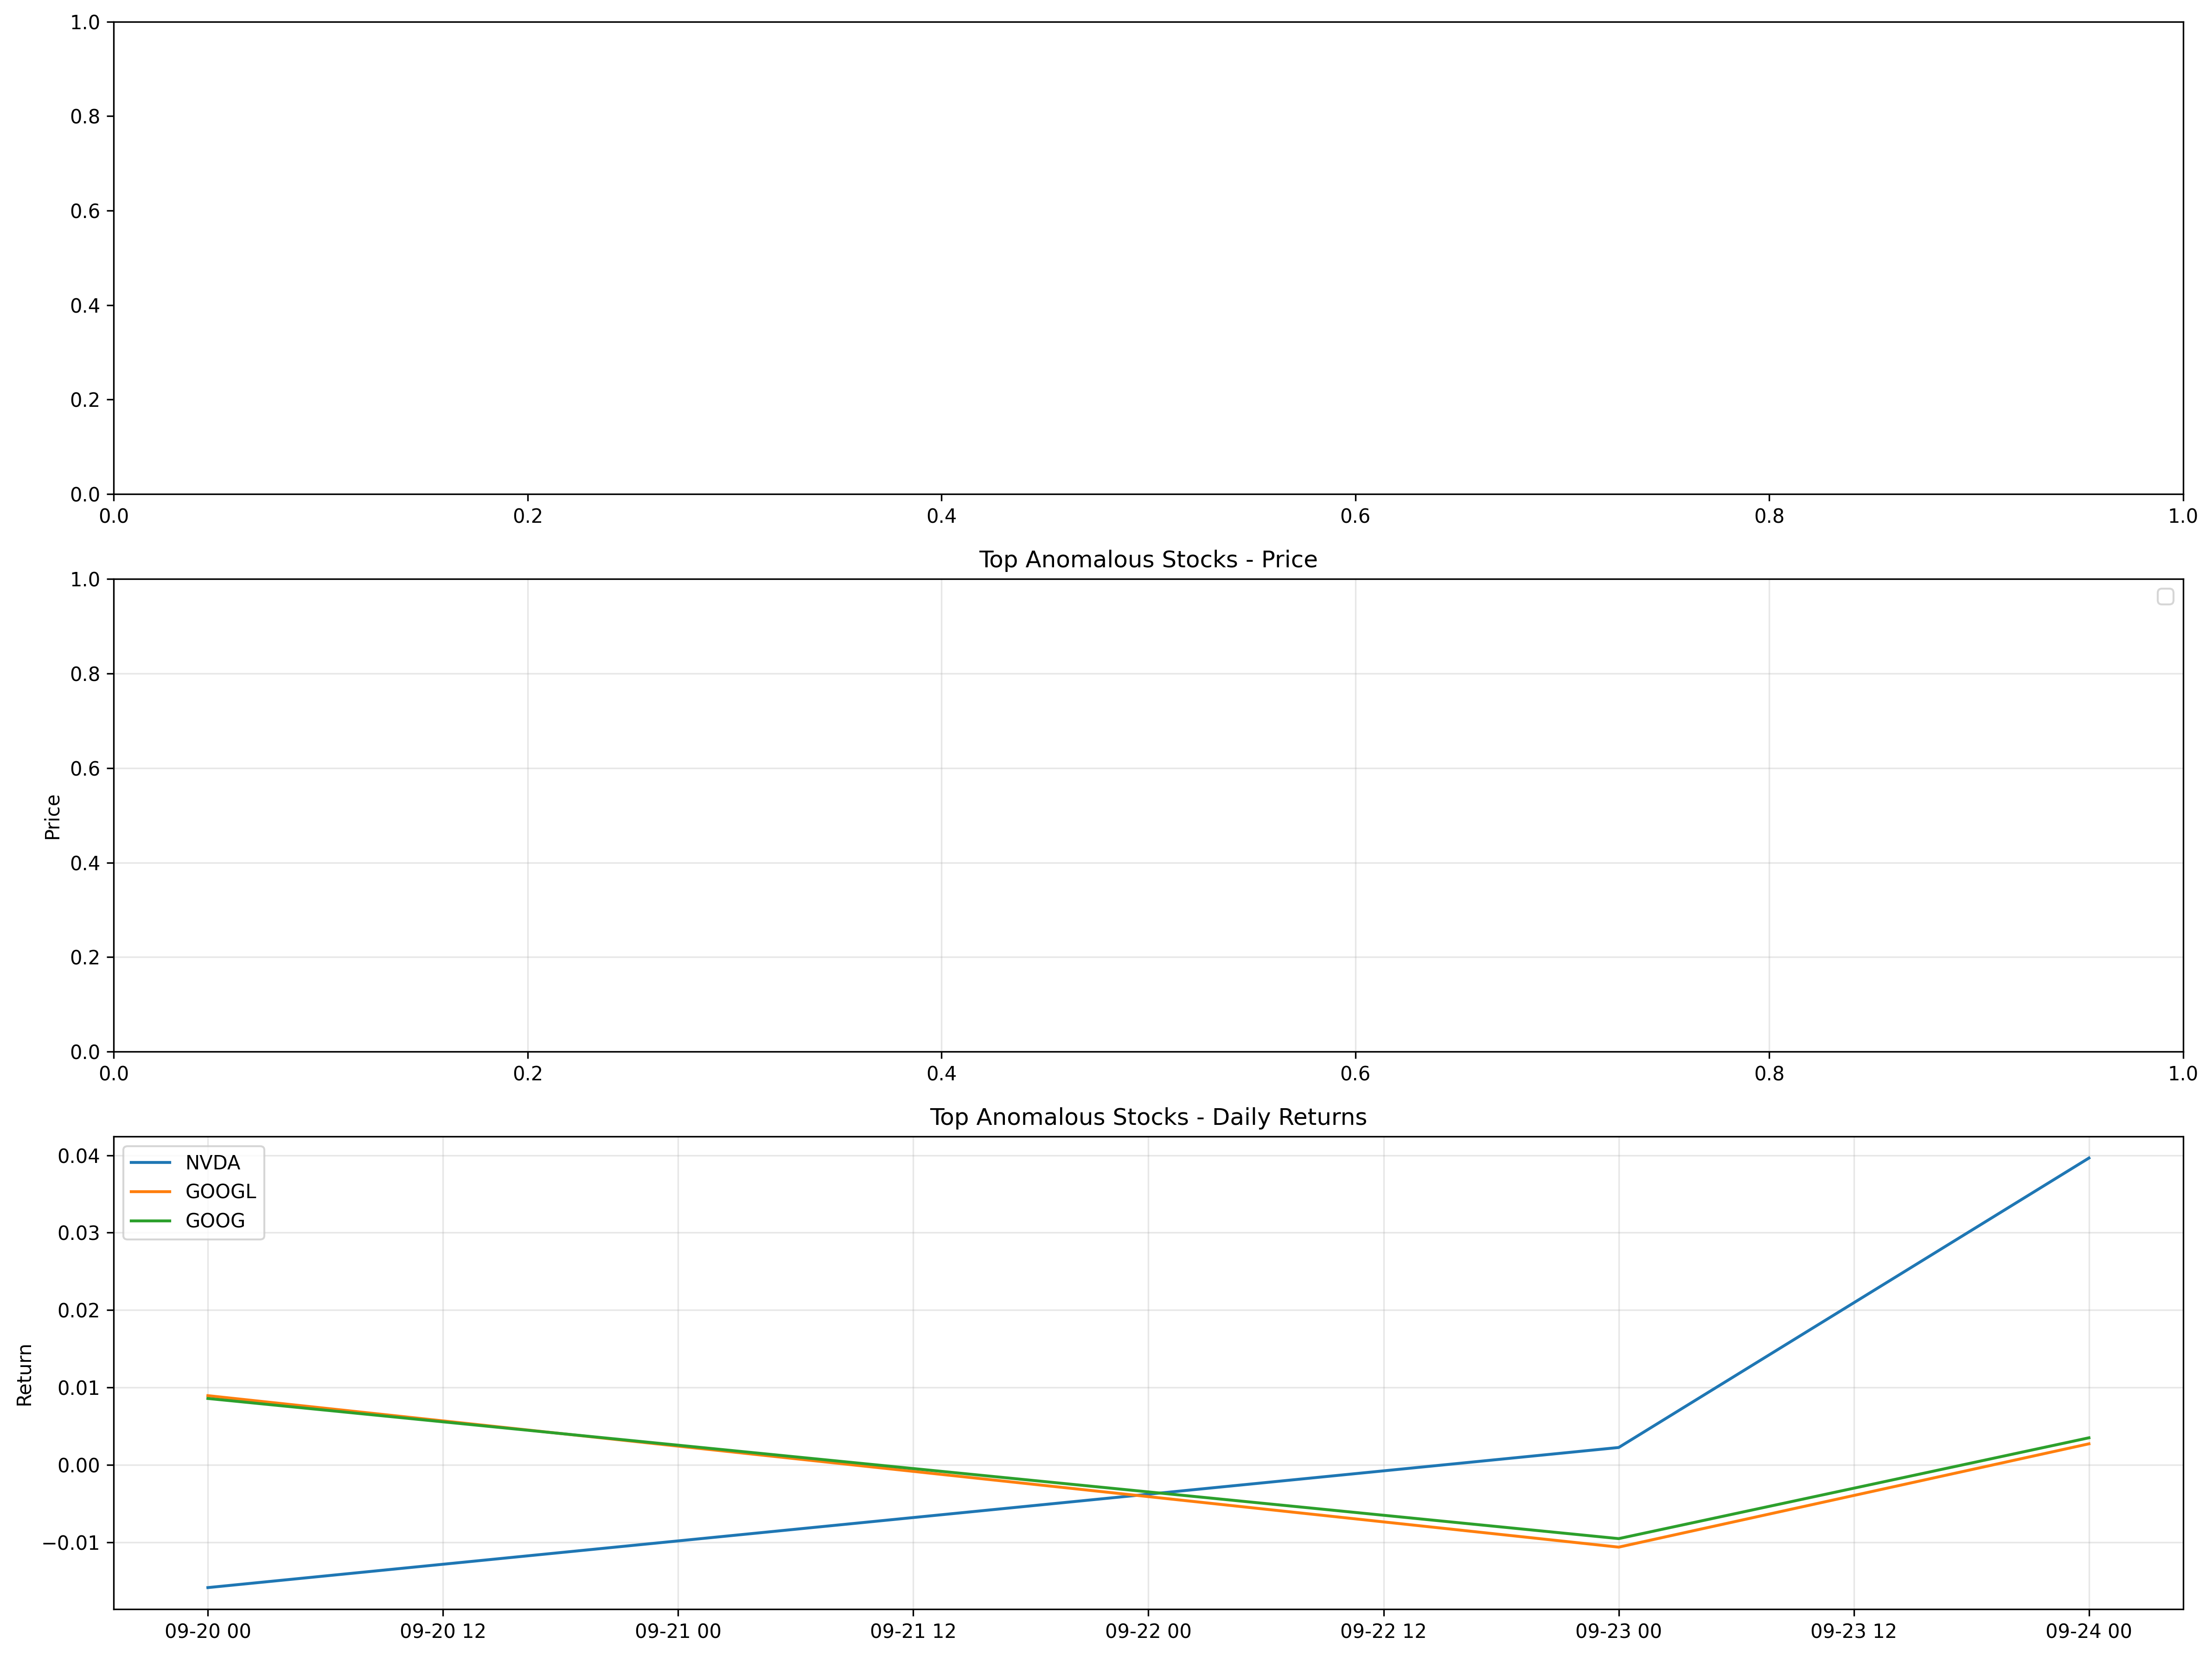 1.0
0.8
0.6
0.4
0.2
0.0
0.0 0.2 0.4 0.6 0.8 1.0
Top Anomalous Stocks - Price
1.0
0.8
0.6
0.4
0.2
0.0
Price
0.0 0.2 0.4 0.6 0.8 1.0
Top Anomalous Stocks - Daily Returns
NVDA
GOOGL
GOOG
0.04
0.03
0.02
0.01
0.00
−0.01
Return
09-20 00 09-20 12 09-21 00 09-21 12 09-22 00 09-22 12 09-23 00 09-23 12 09-24 00